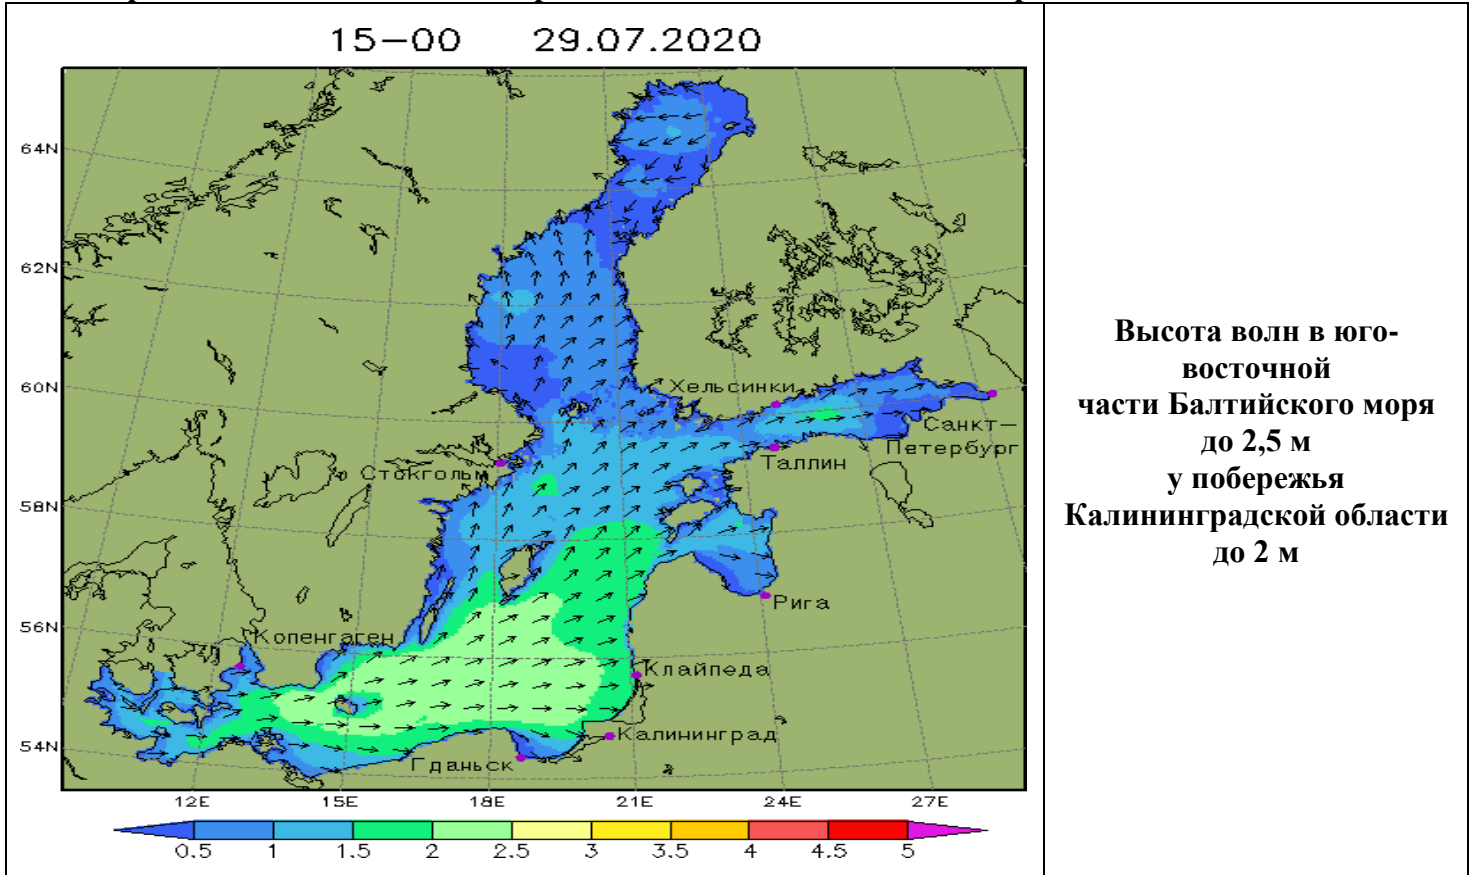 15-00 29.07.2020
64N
62N
60N
58N
56N
54N
Хельсинки
Санкт-
Петербург
Таллин
Стокгольм
Рига
Копенгаген
Клайпеда
Калининград
Гданьск
12E 15E 18E 21E 24E 27E
0.5 1 1.5 2 2.5 3 3.5 4 4.5 5
Высота волн в юго-
восточной
части Балтийского моря
до 2,5 м
у побережья
Калининградской области
до 2 м